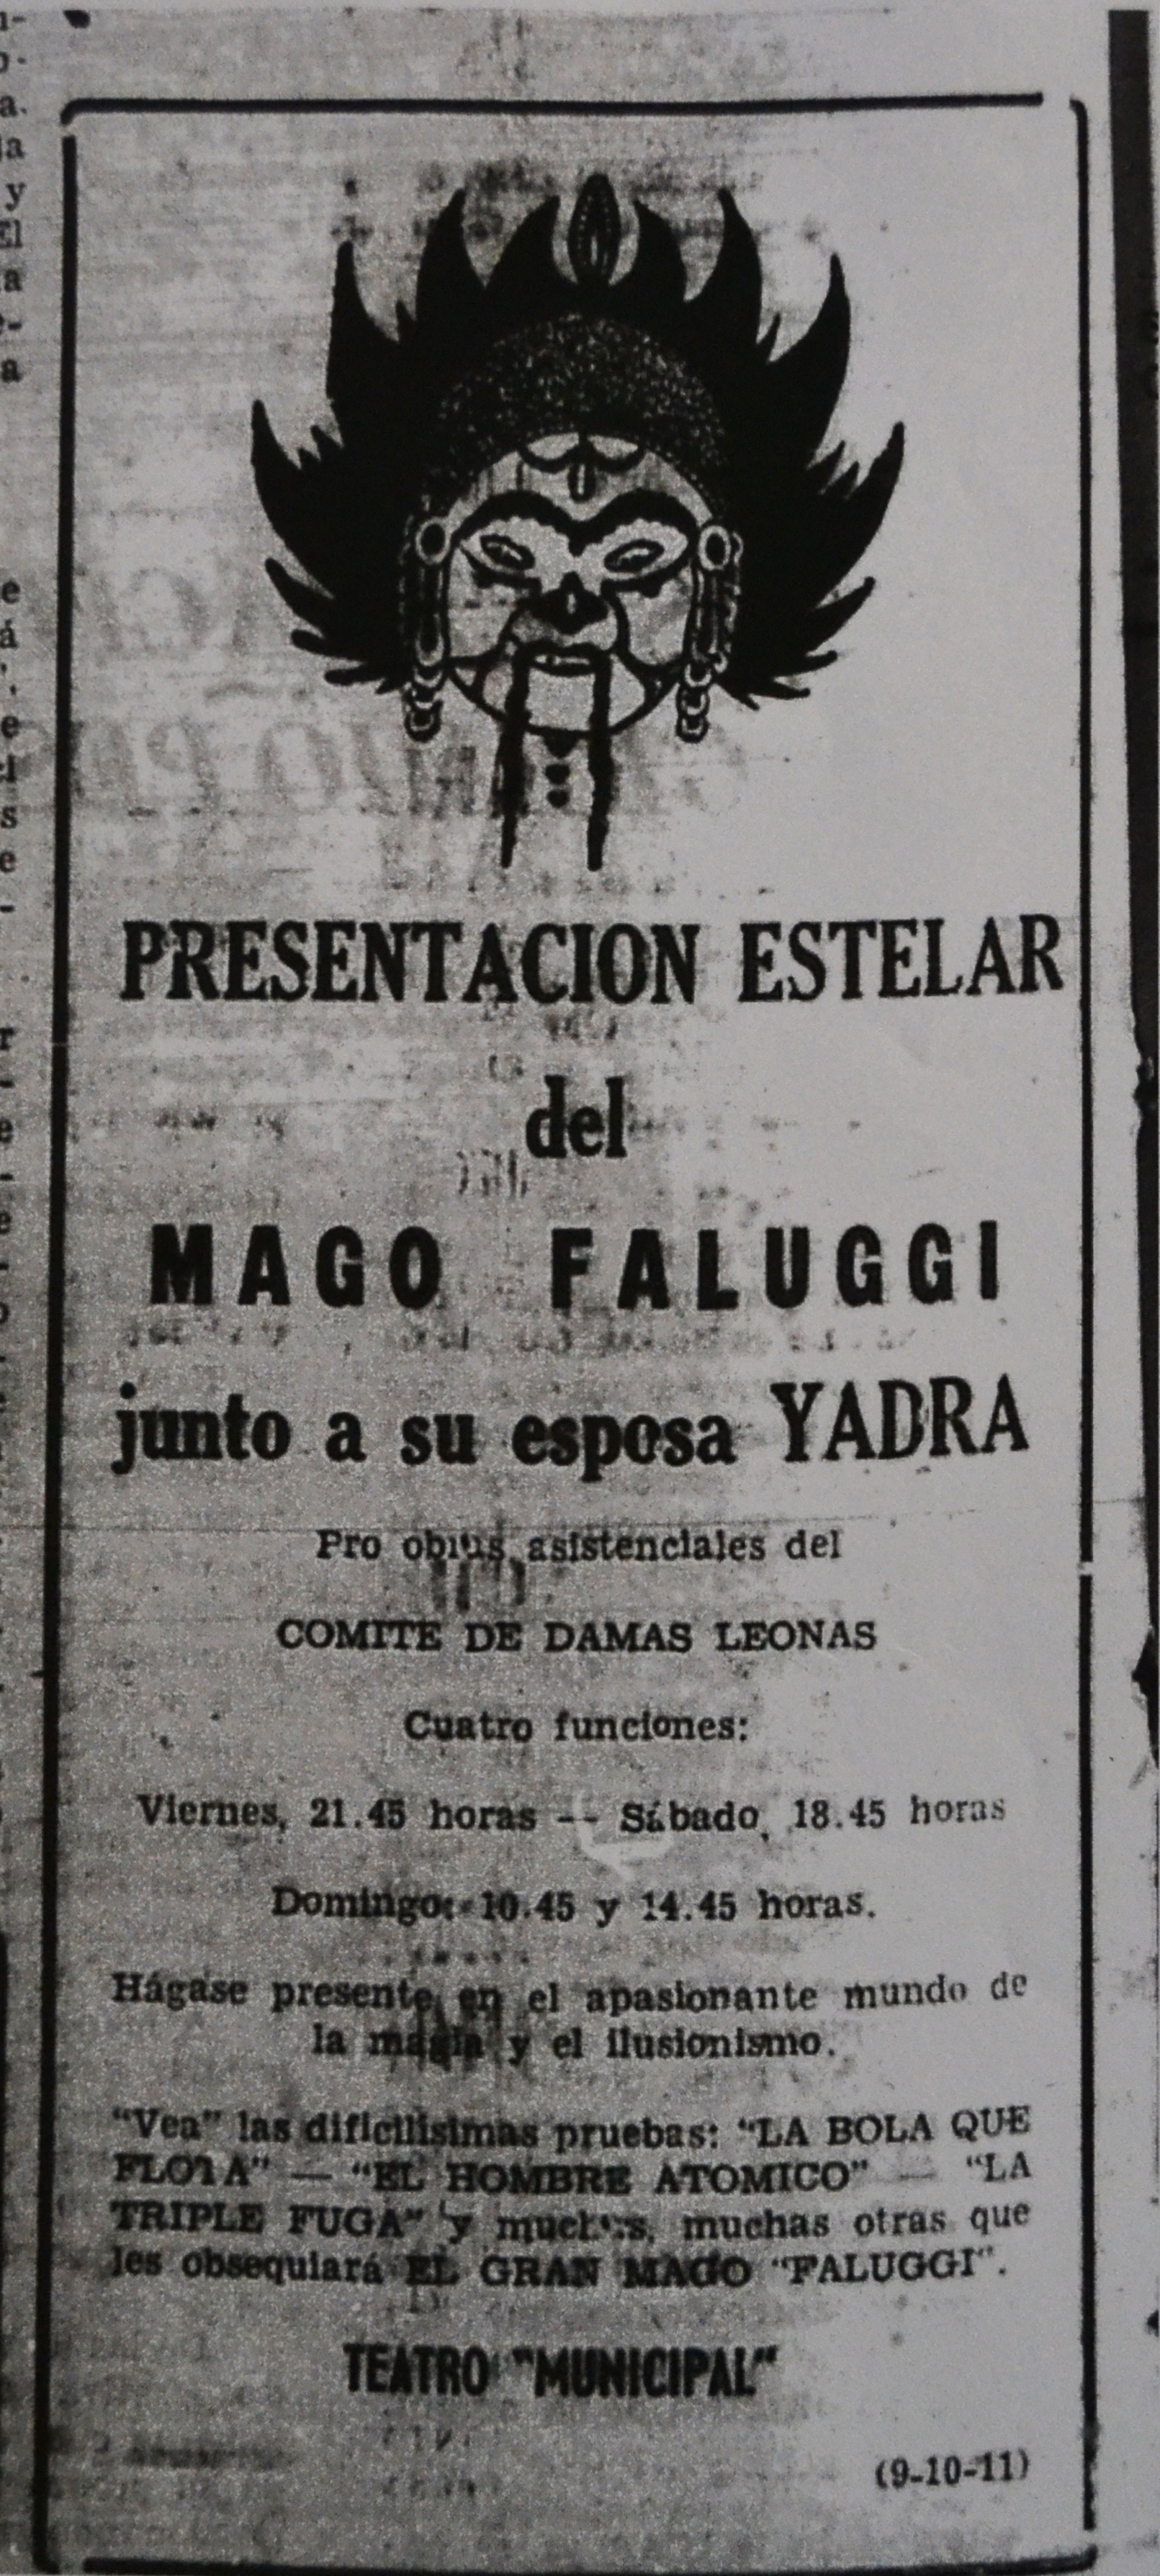 PRESENTACION ESTELAR
del
MAGO FALUGGI
junto a su esposa YADRA
Pro obras asistenciales del
COMITE DE DAMAS LEONAS
Cuatro funciones:
Viernes, 21.45 horas -- Sábado, 18.45 horas
Domingo: 10.45 y 14.45 horas.
Hágase presente en el apasionante mundo de
la magia y el ilusionismo.
"Vea" las dificilísimas pruebas: "LA BOLA QUE
FLOTA" — "EL HOMBRE ATOMICO" — "LA
TRIPLE FUGA" y muchas, muchas otras que
les obsequiará EL GRAN MAGO "FALUGGI".
TEATRO "MUNICIPAL"
(9-10-11)